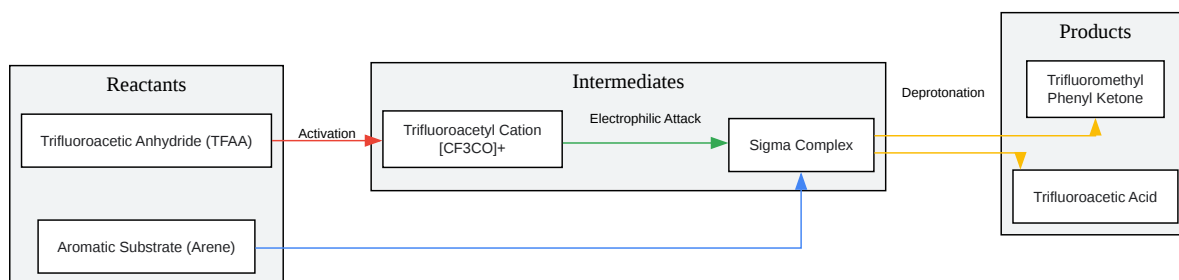 Reactants
Trifluoroacetic Anhydride (TFAA)
Aromatic Substrate (Arene)
Activation
Intermediates
Trifluoroacetyl Cation
[CF3CO]+
Electrophilic Attack
Sigma Complex
Deprotonation
Products
Trifluoromethyl
Phenyl Ketone
Trifluoroacetic Acid